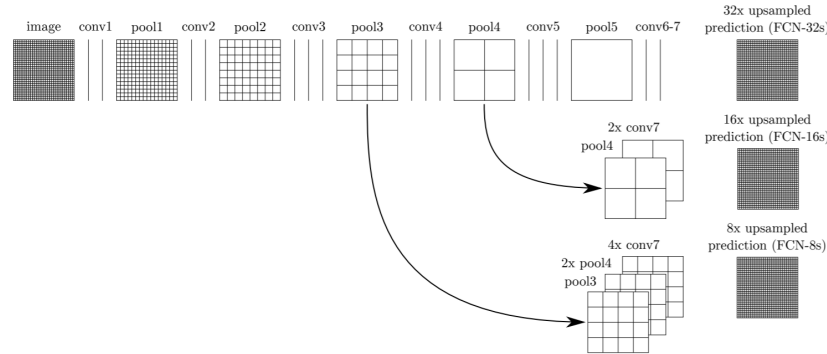 image conv1 pool1 conv2 pool2 conv3 pool3 conv4 pool4 conv5 pool5 conv6-7
32x upsampled
prediction (FCN-32s)
16x upsampled
prediction (FCN-16s)
2x conv7
pool4
8x upsampled
prediction (FCN-8s)
4x conv7
2x pool4
pool3